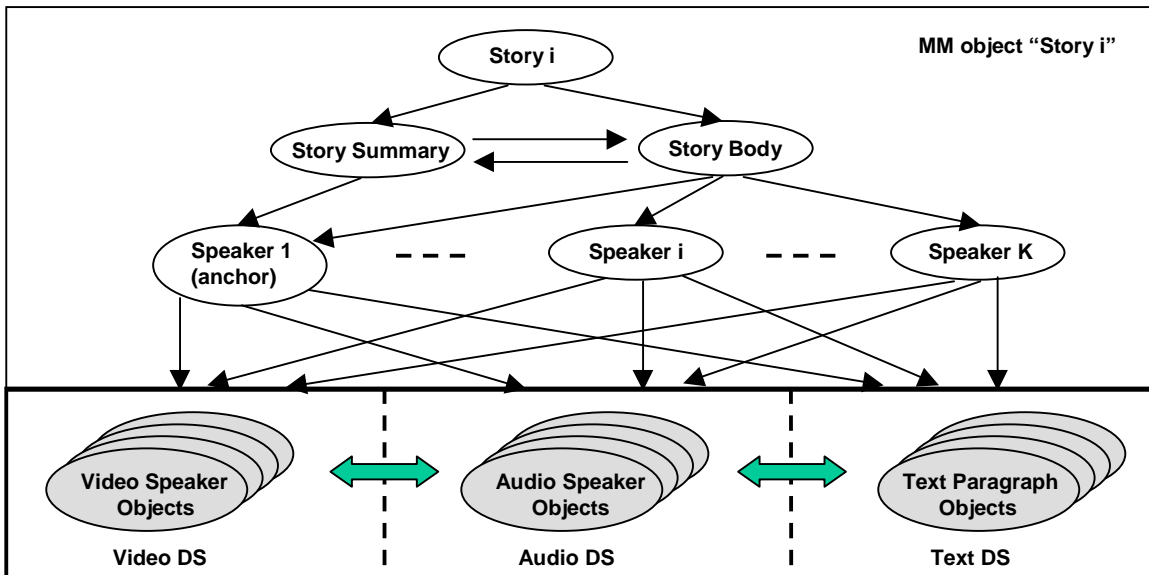 MM object “Story i”
Story i
Story Summary
Story Body
Speaker 1
(anchor)
Speaker i
Speaker K
Video Speaker
Objects
Audio Speaker
Objects
Text Paragraph
Objects
Video DS
Audio DS
Text DS